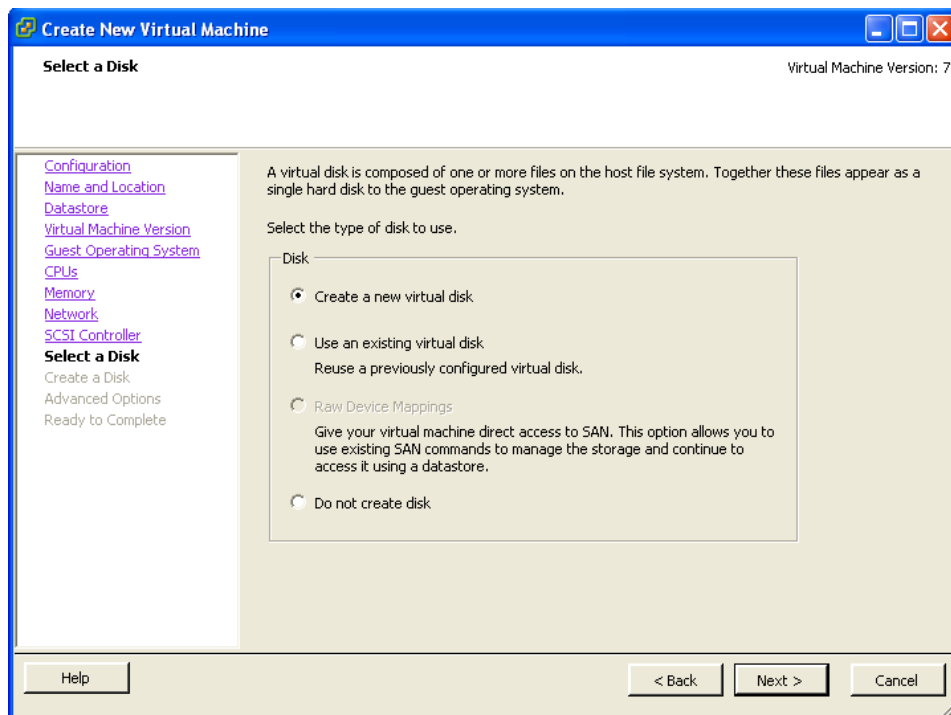 Create New Virtual Machine
Select a Disk
Virtual Machine Version: 7
Configuration
Name and Location
Datastore
Virtual Machine Version
Guest Operating System
CPUs
Memory
Network
SCSI Controller
Select a Disk
Create a Disk
Advanced Options
Ready to Complete
A virtual disk is composed of one or more files on the host file system. Together these files appear as a
single hard disk to the guest operating system.
Select the type of disk to use.
Disk
Create a new virtual disk
Use an existing virtual disk
Reuse a previously configured virtual disk.
Raw Device Mappings
Give your virtual machine direct access to SAN. This option allows you to
use existing SAN commands to manage the storage and continue to
access it using a datastore.
Do not create disk
Help
< Back
Next >
Cancel